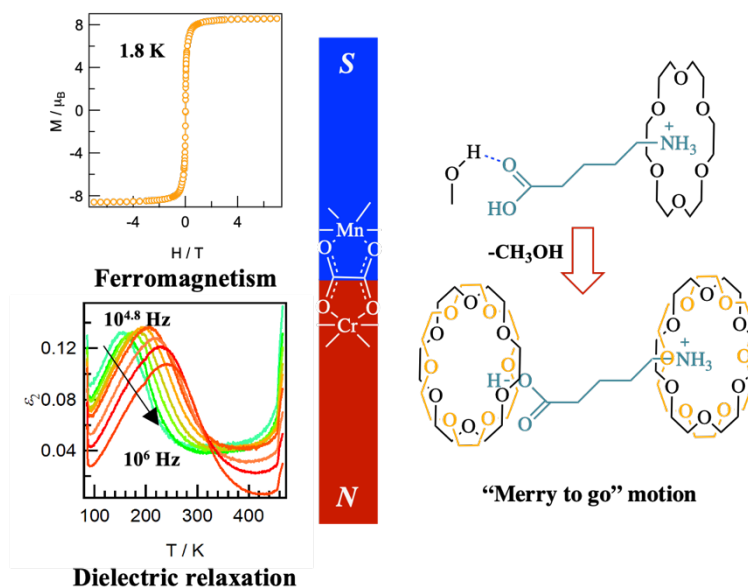 1.8 K
M / μB
8
4
0
-4
-8
-4
0
4
H / T
Ferromagnetism
10^4.8 Hz
10^6 Hz
ε2
0.12
0.08
0.04
100
200
300
400
T / K
Dielectric relaxation
S
Mn
O
O
O
O
Cr
N
O
O
O
O
O
O
+
NH3
H
O
O
HO
-CH3OH
O
O
O
O
O
O
O
O
O
O
H
O
O
+
NH3
O
O
O
O
O
O
O
O
O
O
“Merry to go” motion